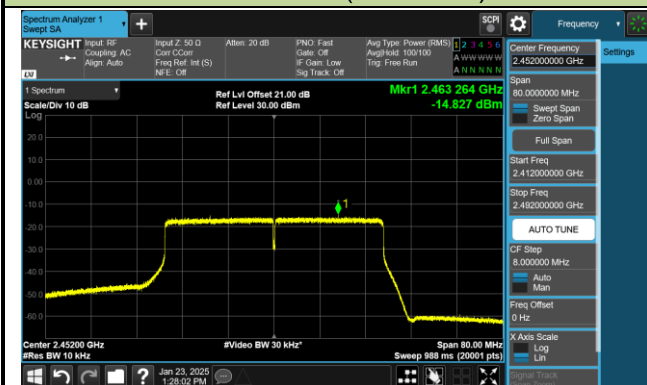 Spectrum Analyzer 1
Swept SA
+
SCPI
Frequency
KEYSIGHT
Input: RF
Coupling: AC
Align: Auto
Input Z: 50 Ω
Corr CCorr
Freq Ref: Int (S)
NFE: Off
Atten: 20 dB
PNO: Fast
Gate: Off
IF Gain: Low
Sig Track: Off
Avg Type: Power (RMS)
Avg|Hold: 100/100
Trig: Free Run
1 2 3 4 5 6
A W W W W W
A N N N N N
LXI
1 Spectrum
Scale/Div 10 dB
Log
Ref Lvl Offset 21.00 dB
Ref Level 30.00 dBm
Mkr1 2.463 264 GHz
-14.827 dBm
20.0
10.0
0.00
-10.0
-20.0
-30.0
-40.0
-50.0
-60.0
1
Center 2.45200 GHz
#Res BW 10 kHz
#Video BW 30 kHz*
Span 80.00 MHz
Sweep 988 ms (20001 pts)
Center Frequency
2.452000000 GHz
Settings
Span
80.0000000 MHz
Swept Span
Zero Span
Full Span
Start Freq
2.412000000 GHz
Stop Freq
2.492000000 GHz
AUTO TUNE
CF Step
8.000000 MHz
Auto
Man
Freq Offset
0 Hz
X Axis Scale
Log
Lin
Signal Track
?
Jan 23, 2025
1:28:02 PM